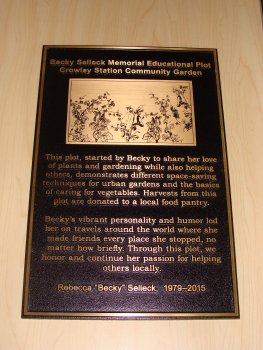 Becky Selleck Memorial Educational Plot
Crowley Station Community Garden
This plot, started by Becky to share her love
of plants and gardening while also helping
others, demonstrates different space-saving
techniques for urban gardens and the basics
of caring for vegetables. Harvests from this
plot are donated to a local food pantry.
Becky's vibrant personality and humor led
her on travels around the world where she
made friends every place she stopped, no
matter how briefly. Through this plot, we
honor and continue her passion for helping
others locally.
Rebecca "Becky" Selleck, 1979–2015